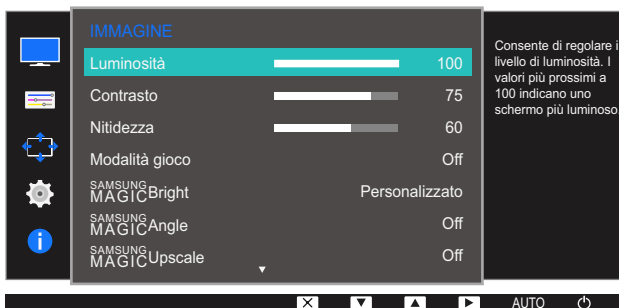 IMMAGINE
Luminosità 100
Contrasto 75
Nitidezza 60
Modalità gioco Off
SAMSUNG MAGIC Bright Personalizzato
SAMSUNG MAGIC Angle Off
SAMSUNG MAGIC Upscale Off
Consente di regolare i
livello di luminosità. I
valori più prossimi a
100 indicano uno
schermo più luminoso.
AUTO